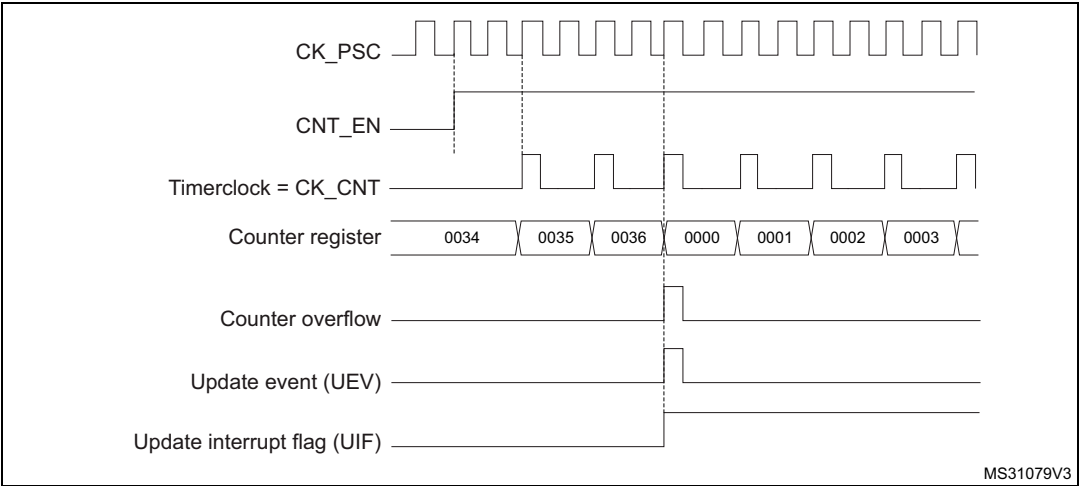 CK_PSC
CNT_EN
Timerclock = CK_CNT
Counter register 0034 0035 0036 0000 0001 0002 0003
Counter overflow
Update event (UEV)
Update interrupt flag (UIF)
MS31079V3